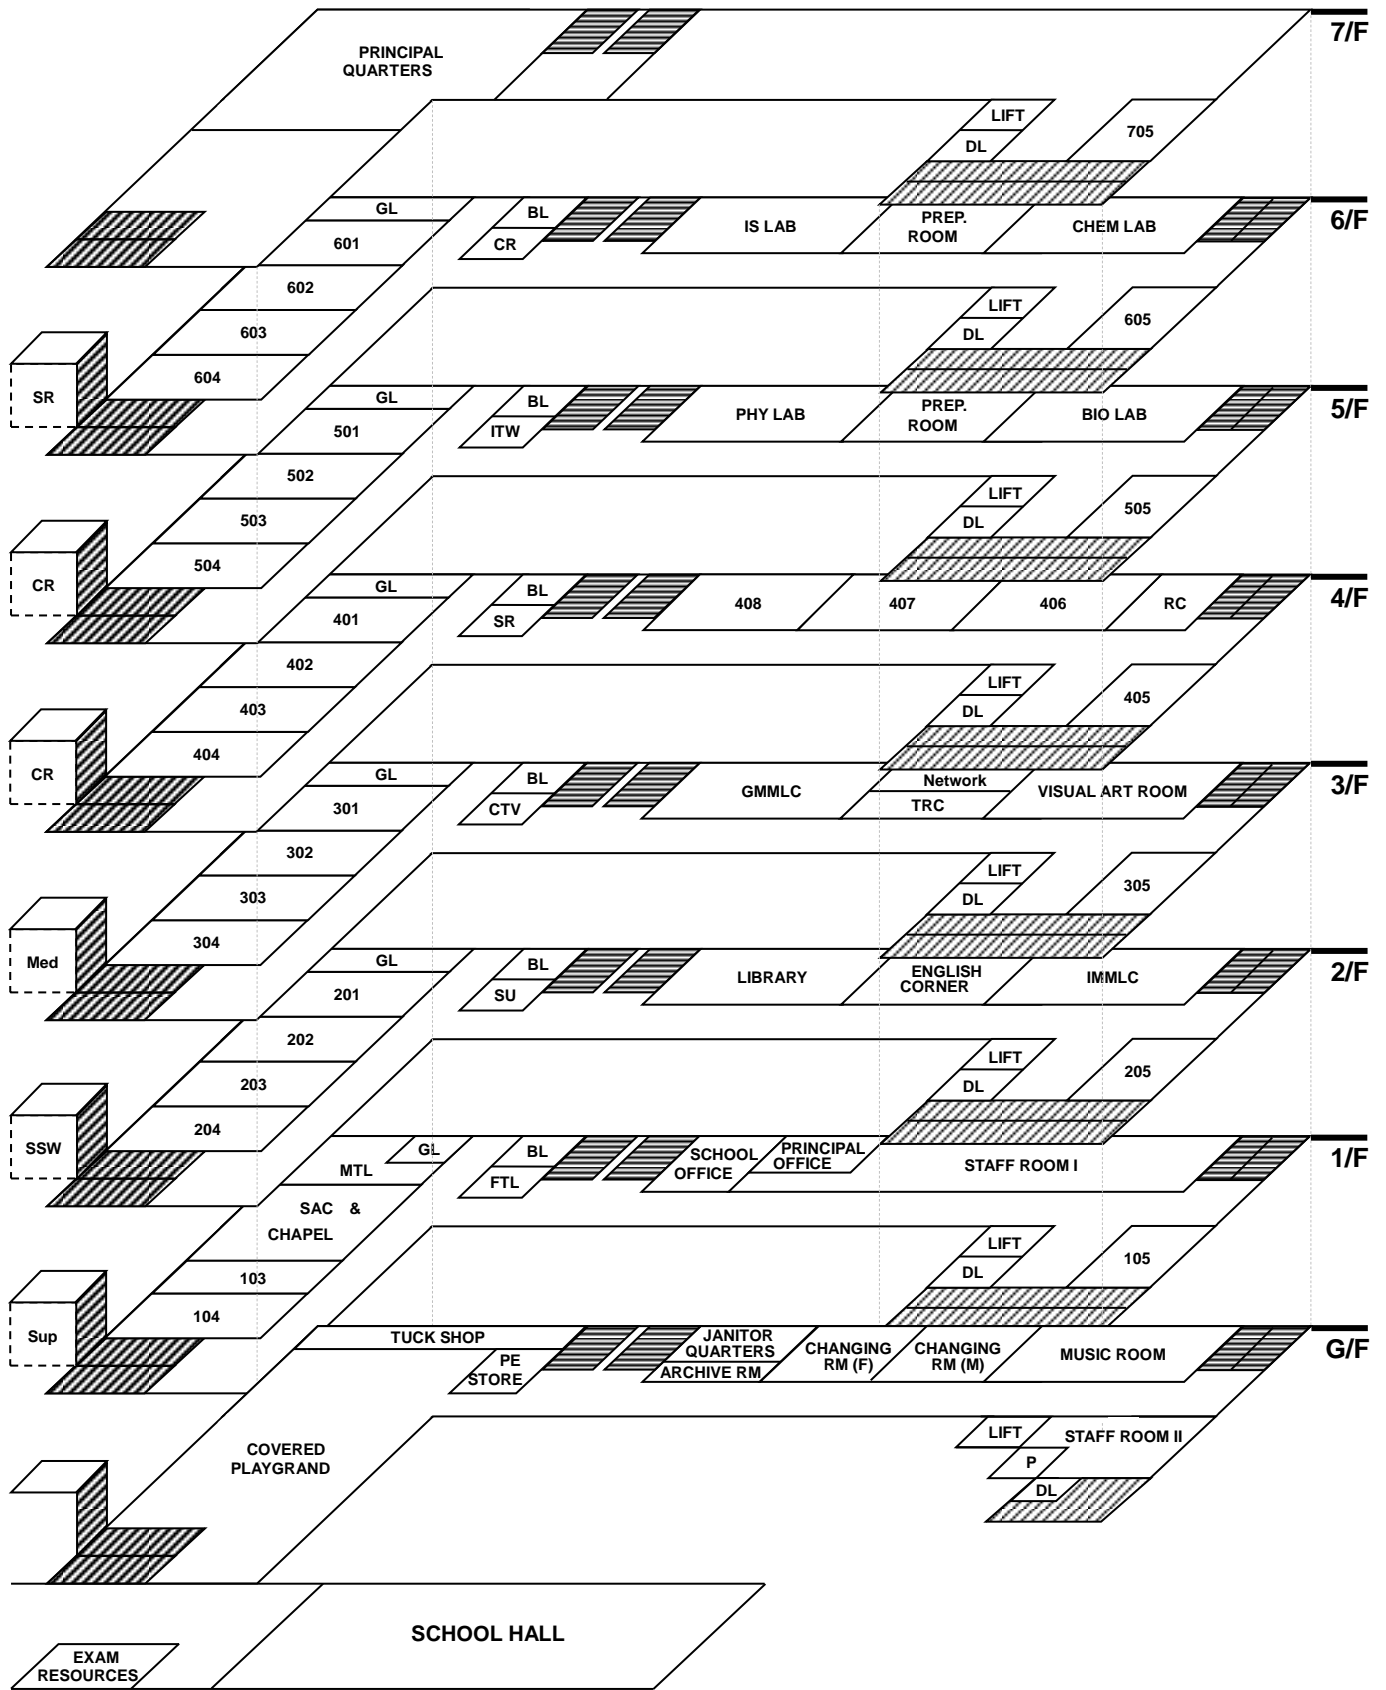 7/F
PRINCIPAL
QUARTERS
LIFT
705
DL
6/F
GL
BL
IS LAB
PREP.
ROOM
CHEM LAB
601
CR
602
LIFT
605
603
DL
604
SR
5/F
GL
BL
PHY LAB
PREP.
ROOM
BIO LAB
501
ITW
502
LIFT
505
503
DL
504
CR
4/F
GL
BL
408
407
406
RC
401
SR
402
LIFT
405
403
DL
404
CR
3/F
GL
BL
GMMLC
Network
TRC
VISUAL ART ROOM
301
CTV
302
LIFT
305
303
DL
304
Med
2/F
GL
BL
LIBRARY
ENGLISH
CORNER
IMMLC
201
SU
202
LIFT
205
203
DL
204
SSW
1/F
GL
BL
SCHOOL
OFFICE
PRINCIPAL
OFFICE
STAFF ROOM I
MTL
FTL
SAC &
CHAPEL
LIFT
105
103
DL
104
Sup
G/F
TUCK SHOP
JANITOR
QUARTERS
CHANGING
RM (F)
CHANGING
RM (M)
MUSIC ROOM
PE
STORE
ARCHIVE RM
LIFT
STAFF ROOM II
COVERED
PLAYGRAND
P
DL
SCHOOL HALL
EXAM
RESOURCES